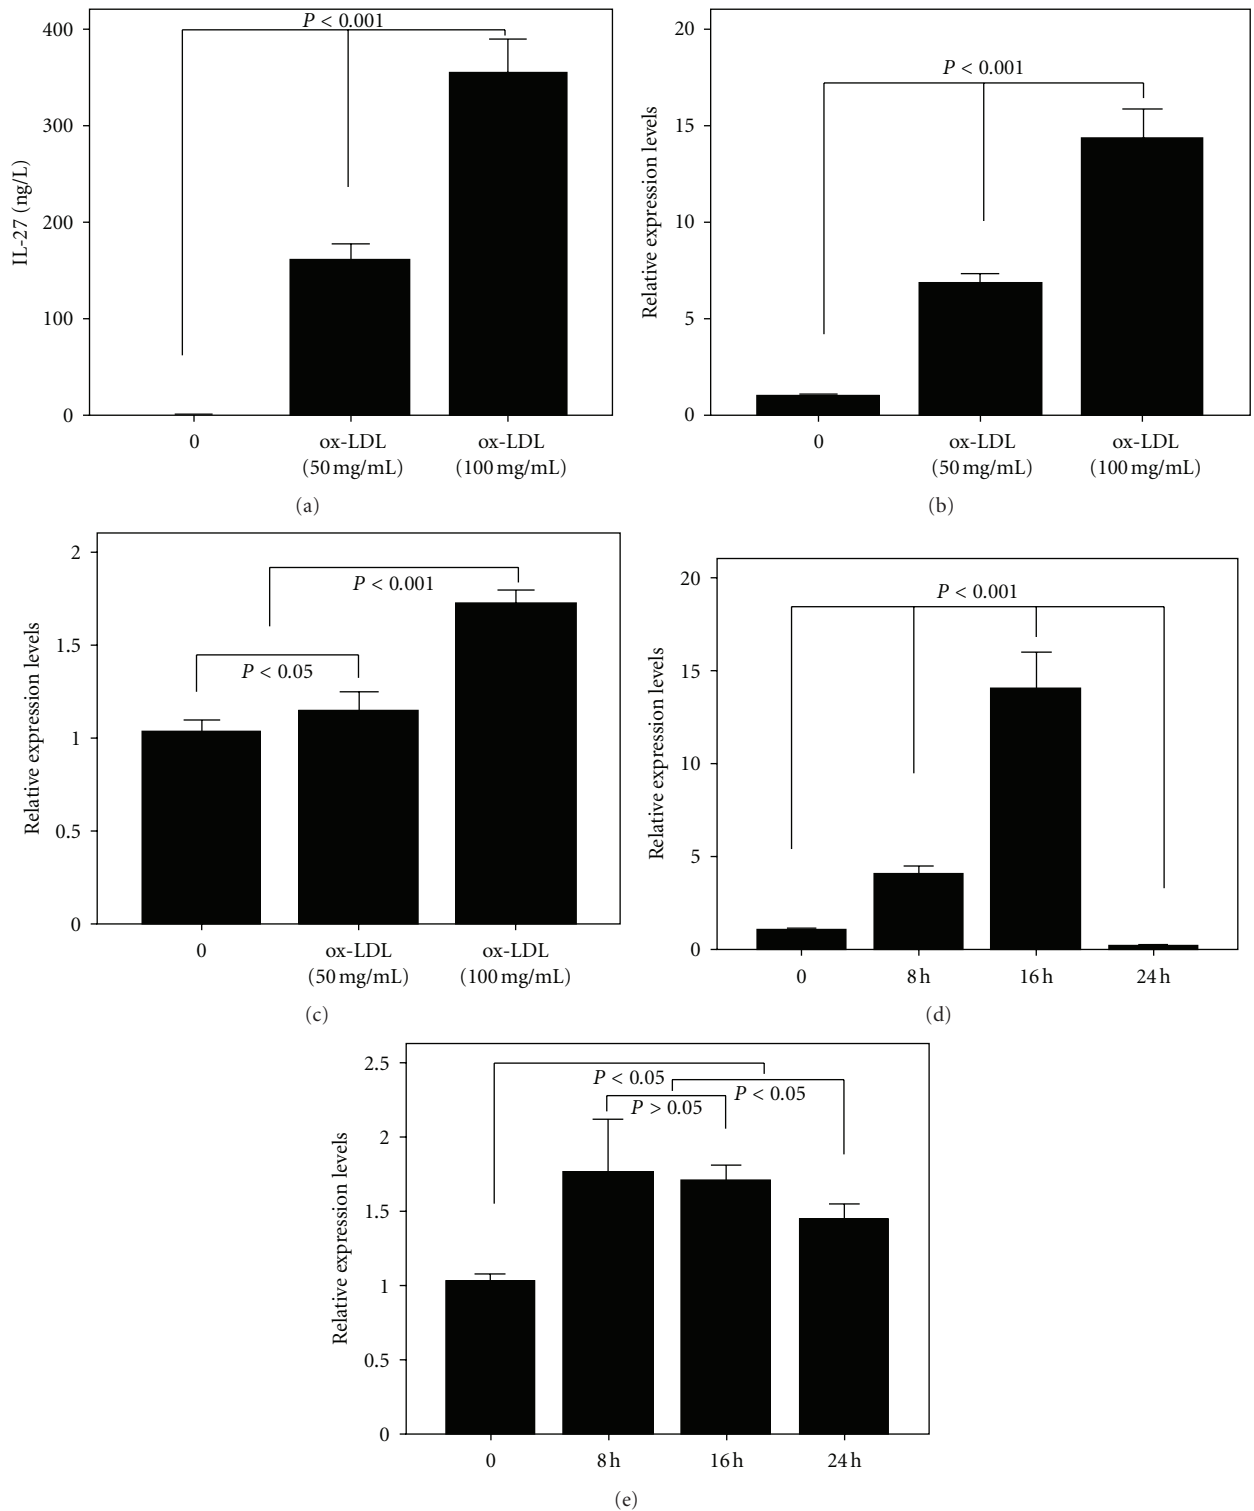 P < 0.001
400
300
200
100
0
IL-27 (ng/L)
0
ox-LDL
(50 mg/mL)
ox-LDL
(100 mg/mL)
(a)
P < 0.001
20
15
10
5
0
Relative expression levels
0
ox-LDL
(50 mg/mL)
ox-LDL
(100 mg/mL)
(b)
2
1.5
1
0.5
0
Relative expression levels
P < 0.001
P < 0.05
0
ox-LDL
(50 mg/mL)
ox-LDL
(100 mg/mL)
(c)
20
15
10
5
0
Relative expression levels
P < 0.001
0
8 h
16 h
24 h
(d)
2.5
2
1.5
1
0.5
0
Relative expression levels
P < 0.05
P < 0.05
P > 0.05
0
8 h
16 h
24 h
(e)